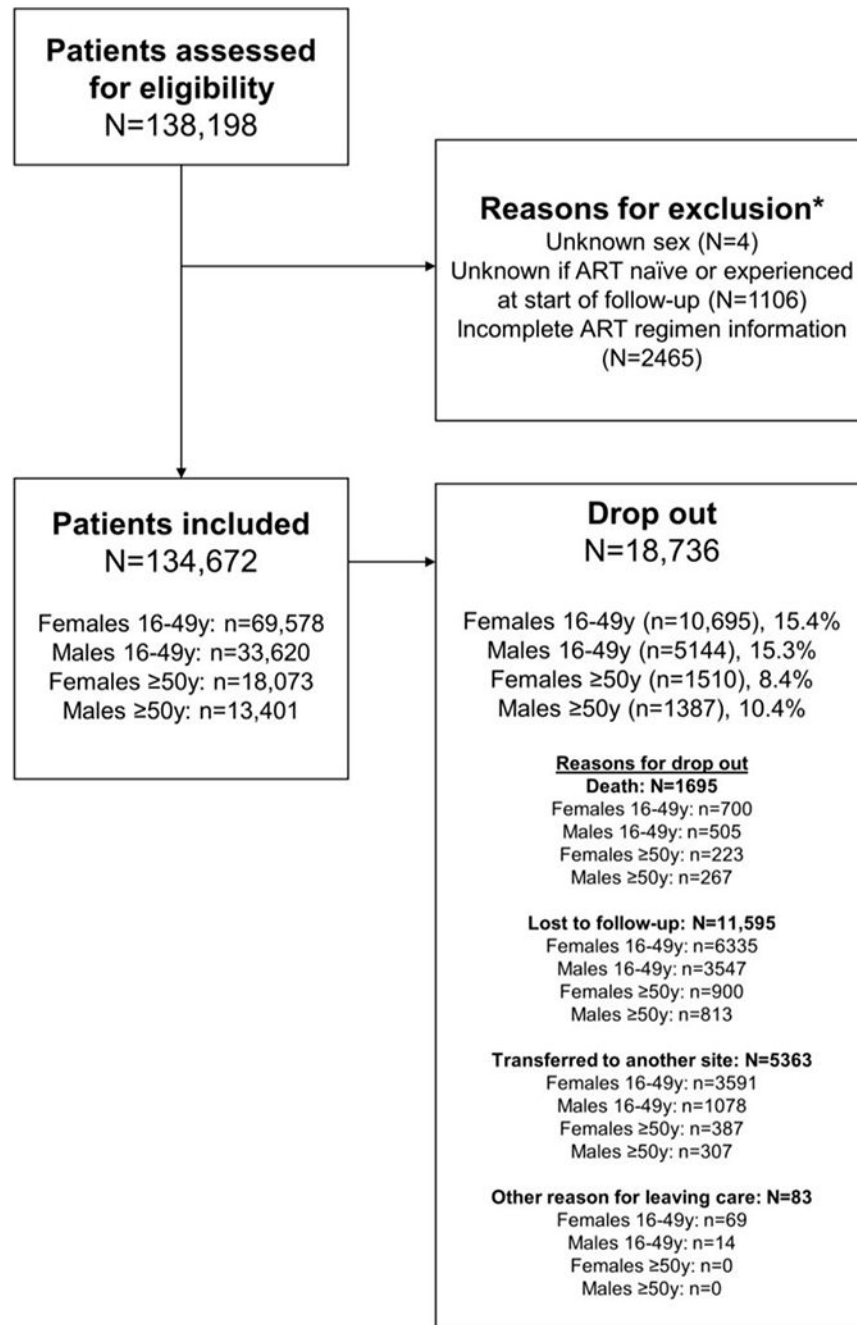 Patients assessed
for eligibility
N=138,198
Reasons for exclusion*
Unknown sex (N=4)
Unknown if ART naïve or experienced
at start of follow-up (N=1106)
Incomplete ART regimen information
(N=2465)
Patients included
N=134,672
Females 16-49y: n=69,578
Males 16-49y: n=33,620
Females ≥50y: n=18,073
Males ≥50y: n=13,401
Drop out
N=18,736
Females 16-49y (n=10,695), 15.4%
Males 16-49y (n=5144), 15.3%
Females ≥50y (n=1510), 8.4%
Males ≥50y (n=1387), 10.4%
Reasons for drop out
Death: N=1695
Females 16-49y: n=700
Males 16-49y: n=505
Females ≥50y: n=223
Males ≥50y: n=267
Lost to follow-up: N=11,595
Females 16-49y: n=6335
Males 16-49y: n=3547
Females ≥50y: n=900
Males ≥50y: n=813
Transferred to another site: N=5363
Females 16-49y: n=3591
Males 16-49y: n=1078
Females ≥50y: n=387
Males ≥50y: n=307
Other reason for leaving care: N=83
Females 16-49y: n=69
Males 16-49y: n=14
Females ≥50y: n=0
Males ≥50y: n=0